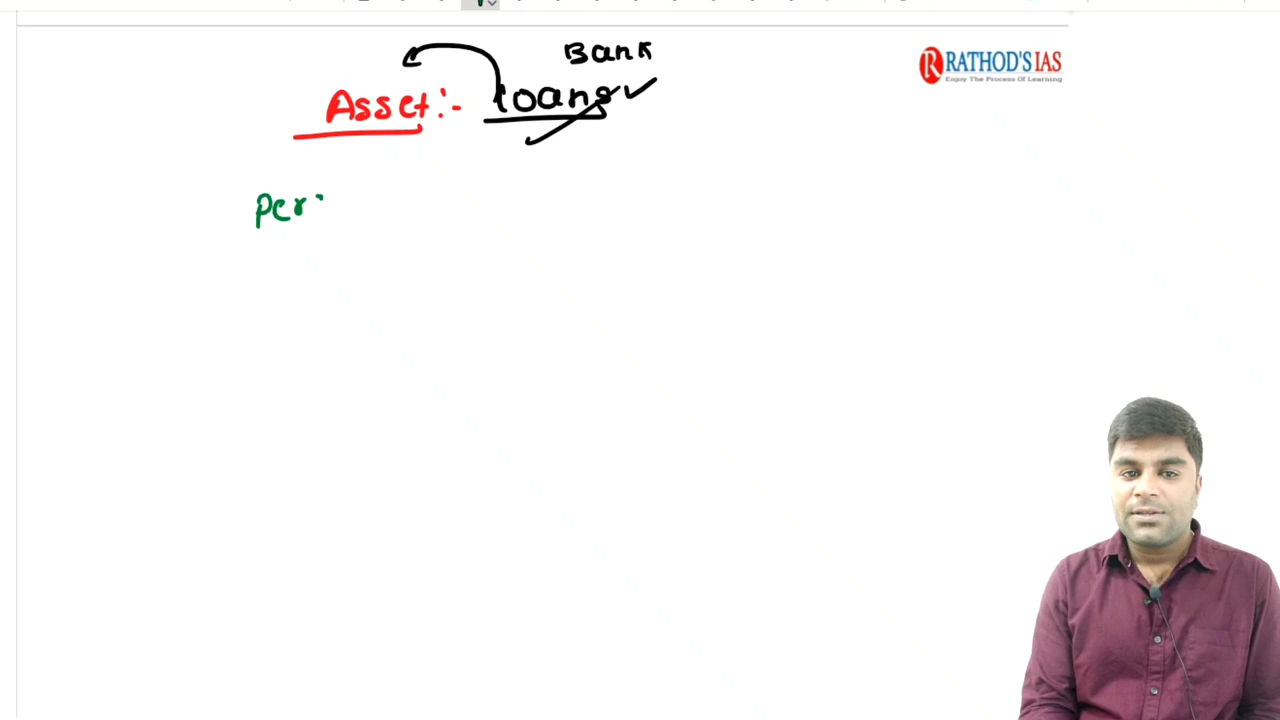 Bank
RATHOD'S IAS
Enjoy The Process Of Learning
Asset:- loans
Per